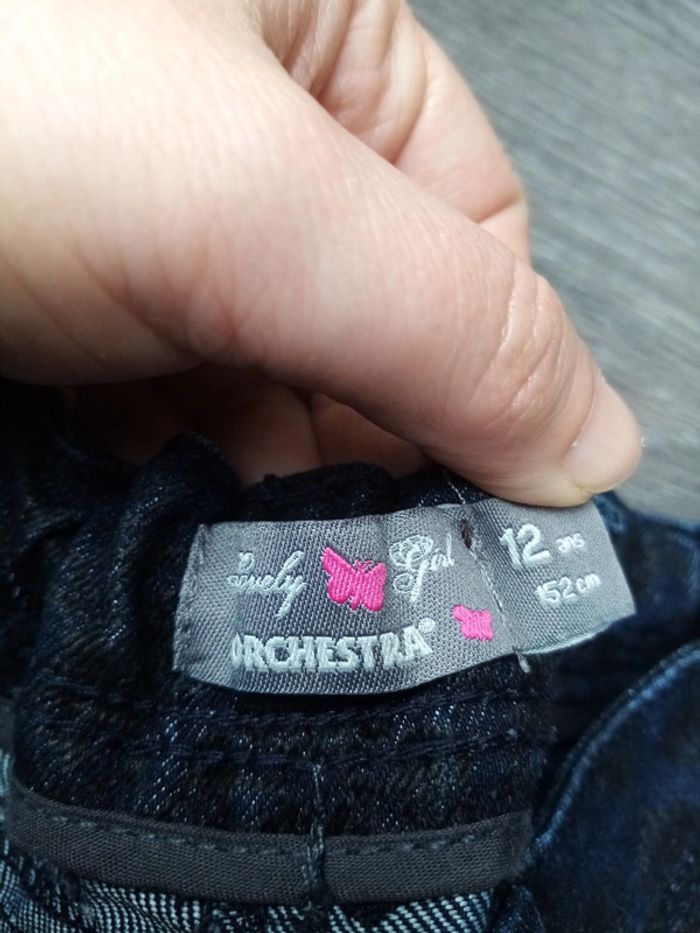 Lovely Girl
ORCHESTRA®
12 ans
152 cm